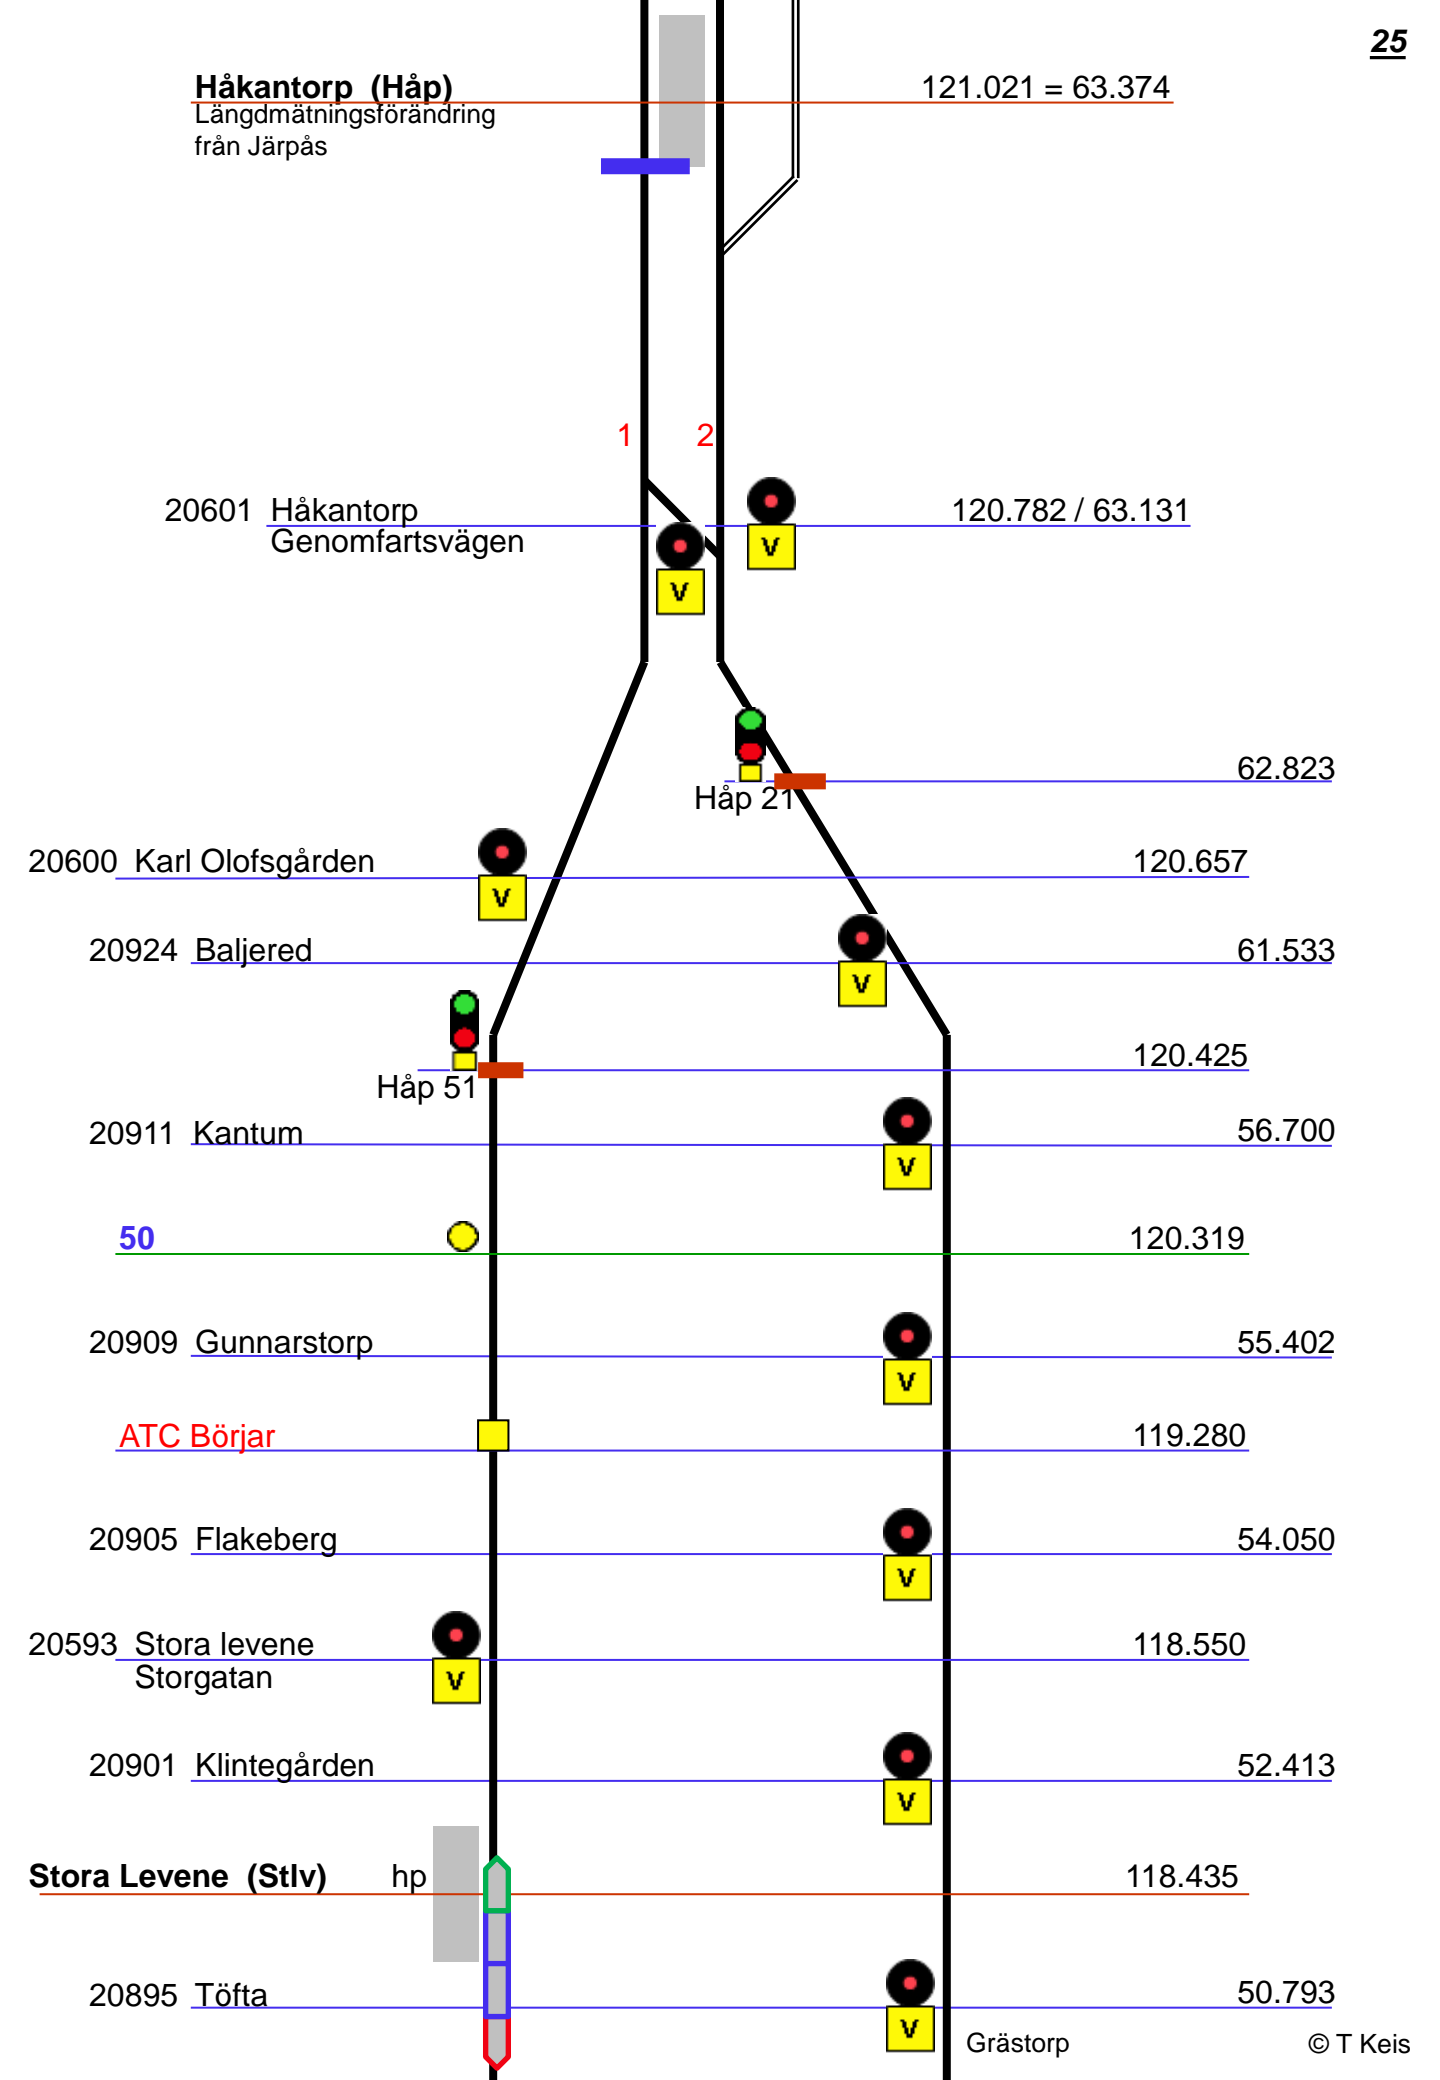 25
Håkantorp (Håp) 121.021 = 63.374
Längdmätningsförändring
från Järpås
1 2
20601 Håkantorp 120.782 / 63.131
Genomfartsvägen
V
V
62.823
Håp 21
20600 Karl Olofsgården 120.657
V
20924 Baljered 61.533
V
120.425
Håp 51
20911 Kantum 56.700
V
50 120.319
20909 Gunnarstorp 55.402
V
ATC Börjar 119.280
20905 Flakeberg 54.050
V
20593 Stora levene 118.550
Storgatan
V
20901 Klintegården 52.413
V
Stora Levene (Stlv) hp 118.435
20895 Töfta 50.793
V
Grästorp © T Keis